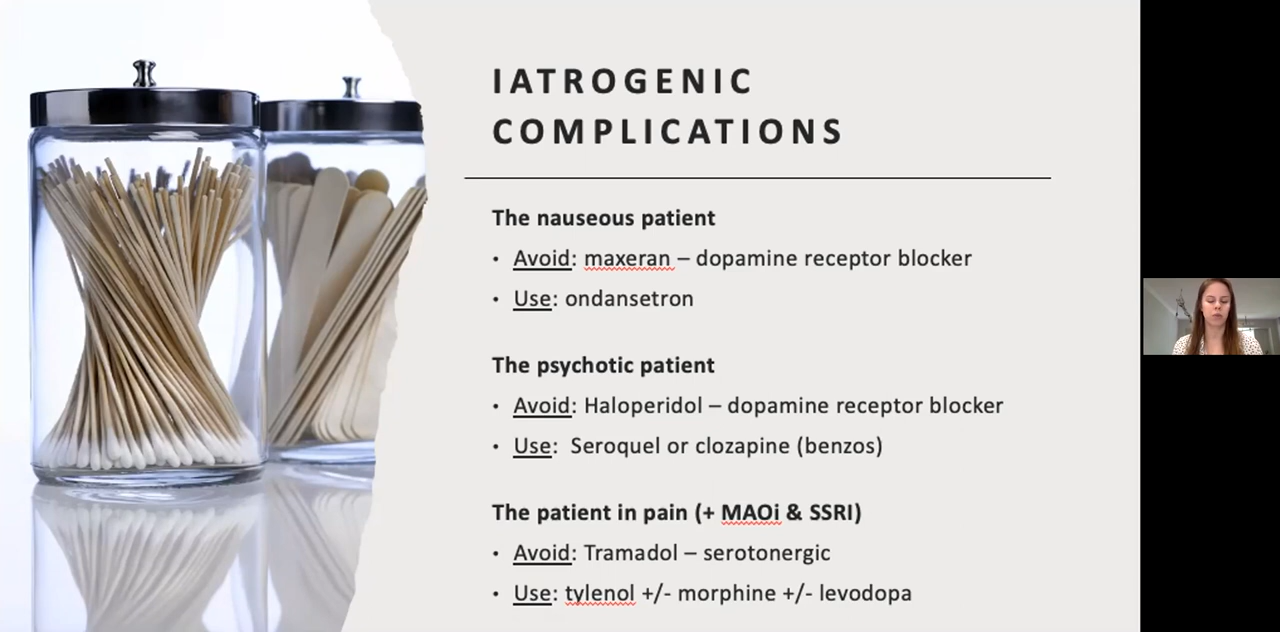 IATROGENIC
COMPLICATIONS
The nauseous patient
• Avoid: maxeran – dopamine receptor blocker
• Use: ondansetron
The psychotic patient
• Avoid: Haloperidol – dopamine receptor blocker
• Use:  Seroquel or clozapine (benzos)
The patient in pain (+ MAOi & SSRI)
• Avoid: Tramadol – serotonergic
• Use: tylenol +/- morphine +/- levodopa